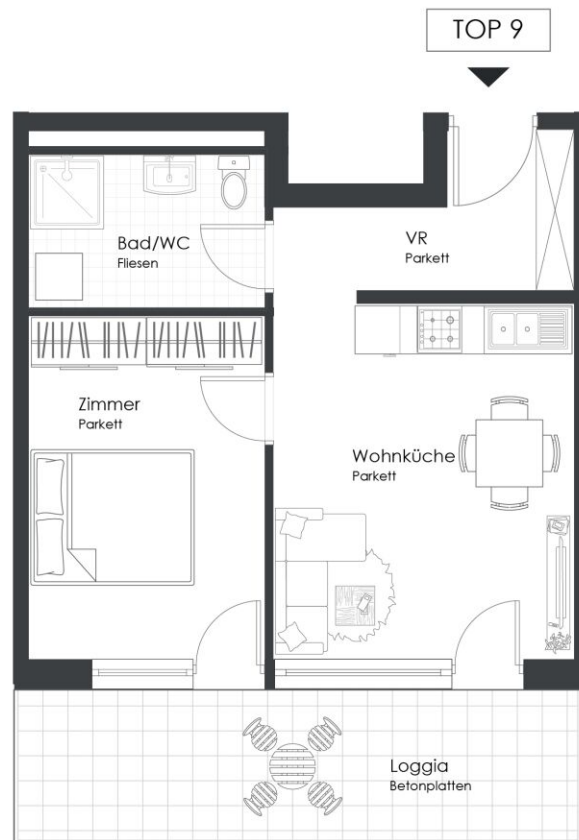 TOP 9
Bad/WC
Fliesen
VR
Parkett
Zimmer
Parkett
Wohnküche
Parkett
Loggia
Betonplatten